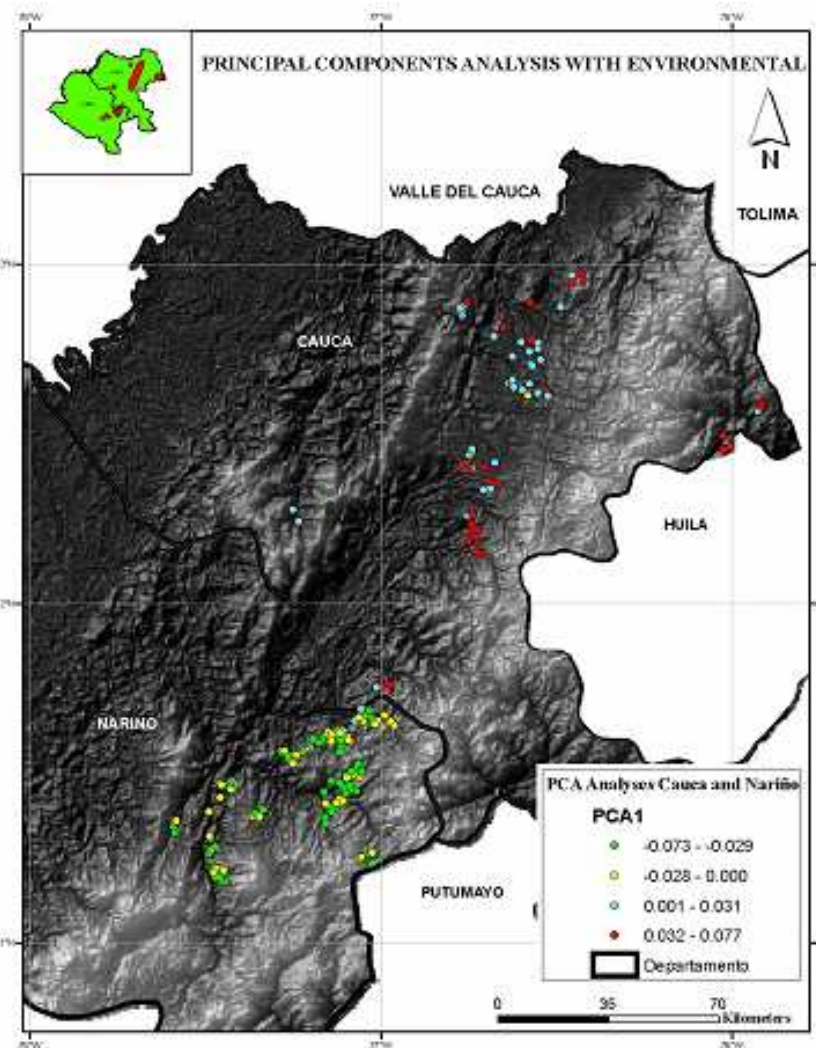 PRINCIPAL COMPONENTS ANALYSIS WITH ENVIRONMENTAL
N
VALLE DEL CAUCA
TOLIMA
CAUCA
HUILA
NARINO
PUTUMAYO
PCA Analyses Cauca and Nariño
PCA1
-0.073 - -0.029
-0.028 - 0.000
0.001 - 0.031
0.032 - 0.077
Departamento
0 35 70
Kilometers